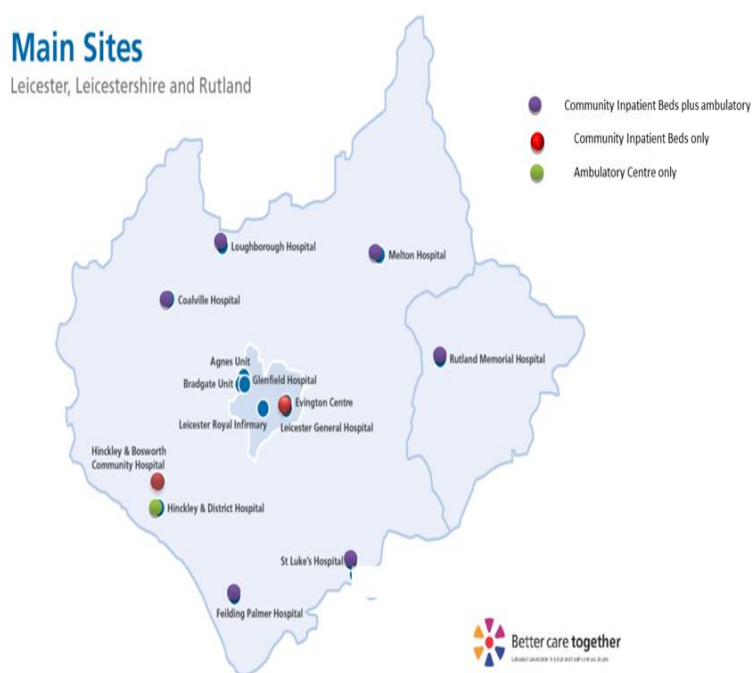 Main Sites
Leicester, Leicestershire and Rutland
Community Inpatient Beds plus ambulatory
Community Inpatient Beds only
Ambulatory Centre only
Loughborough Hospital
Melton Hospital
Coalville Hospital
Rutland Memorial Hospital
Agnes Unit
Glenfield Hospital
Bradgate Unit
Evington Centre
Leicester Royal Infirmary
Leicester General Hospital
Hinckley & Bosworth
Community Hospital
Hinckley & District Hospital
St Luke's Hospital
Feilding Palmer Hospital
Better care together